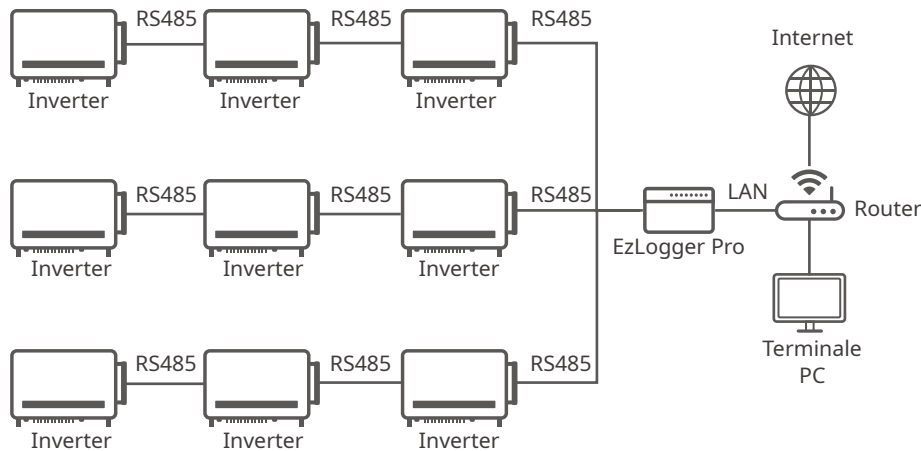 RS485 RS485 RS485
Inverter Inverter Inverter
Internet
RS485 RS485 RS485
LAN
Router
EzLogger Pro
Inverter Inverter Inverter
Terminale
PC
RS485 RS485 RS485
Inverter Inverter Inverter